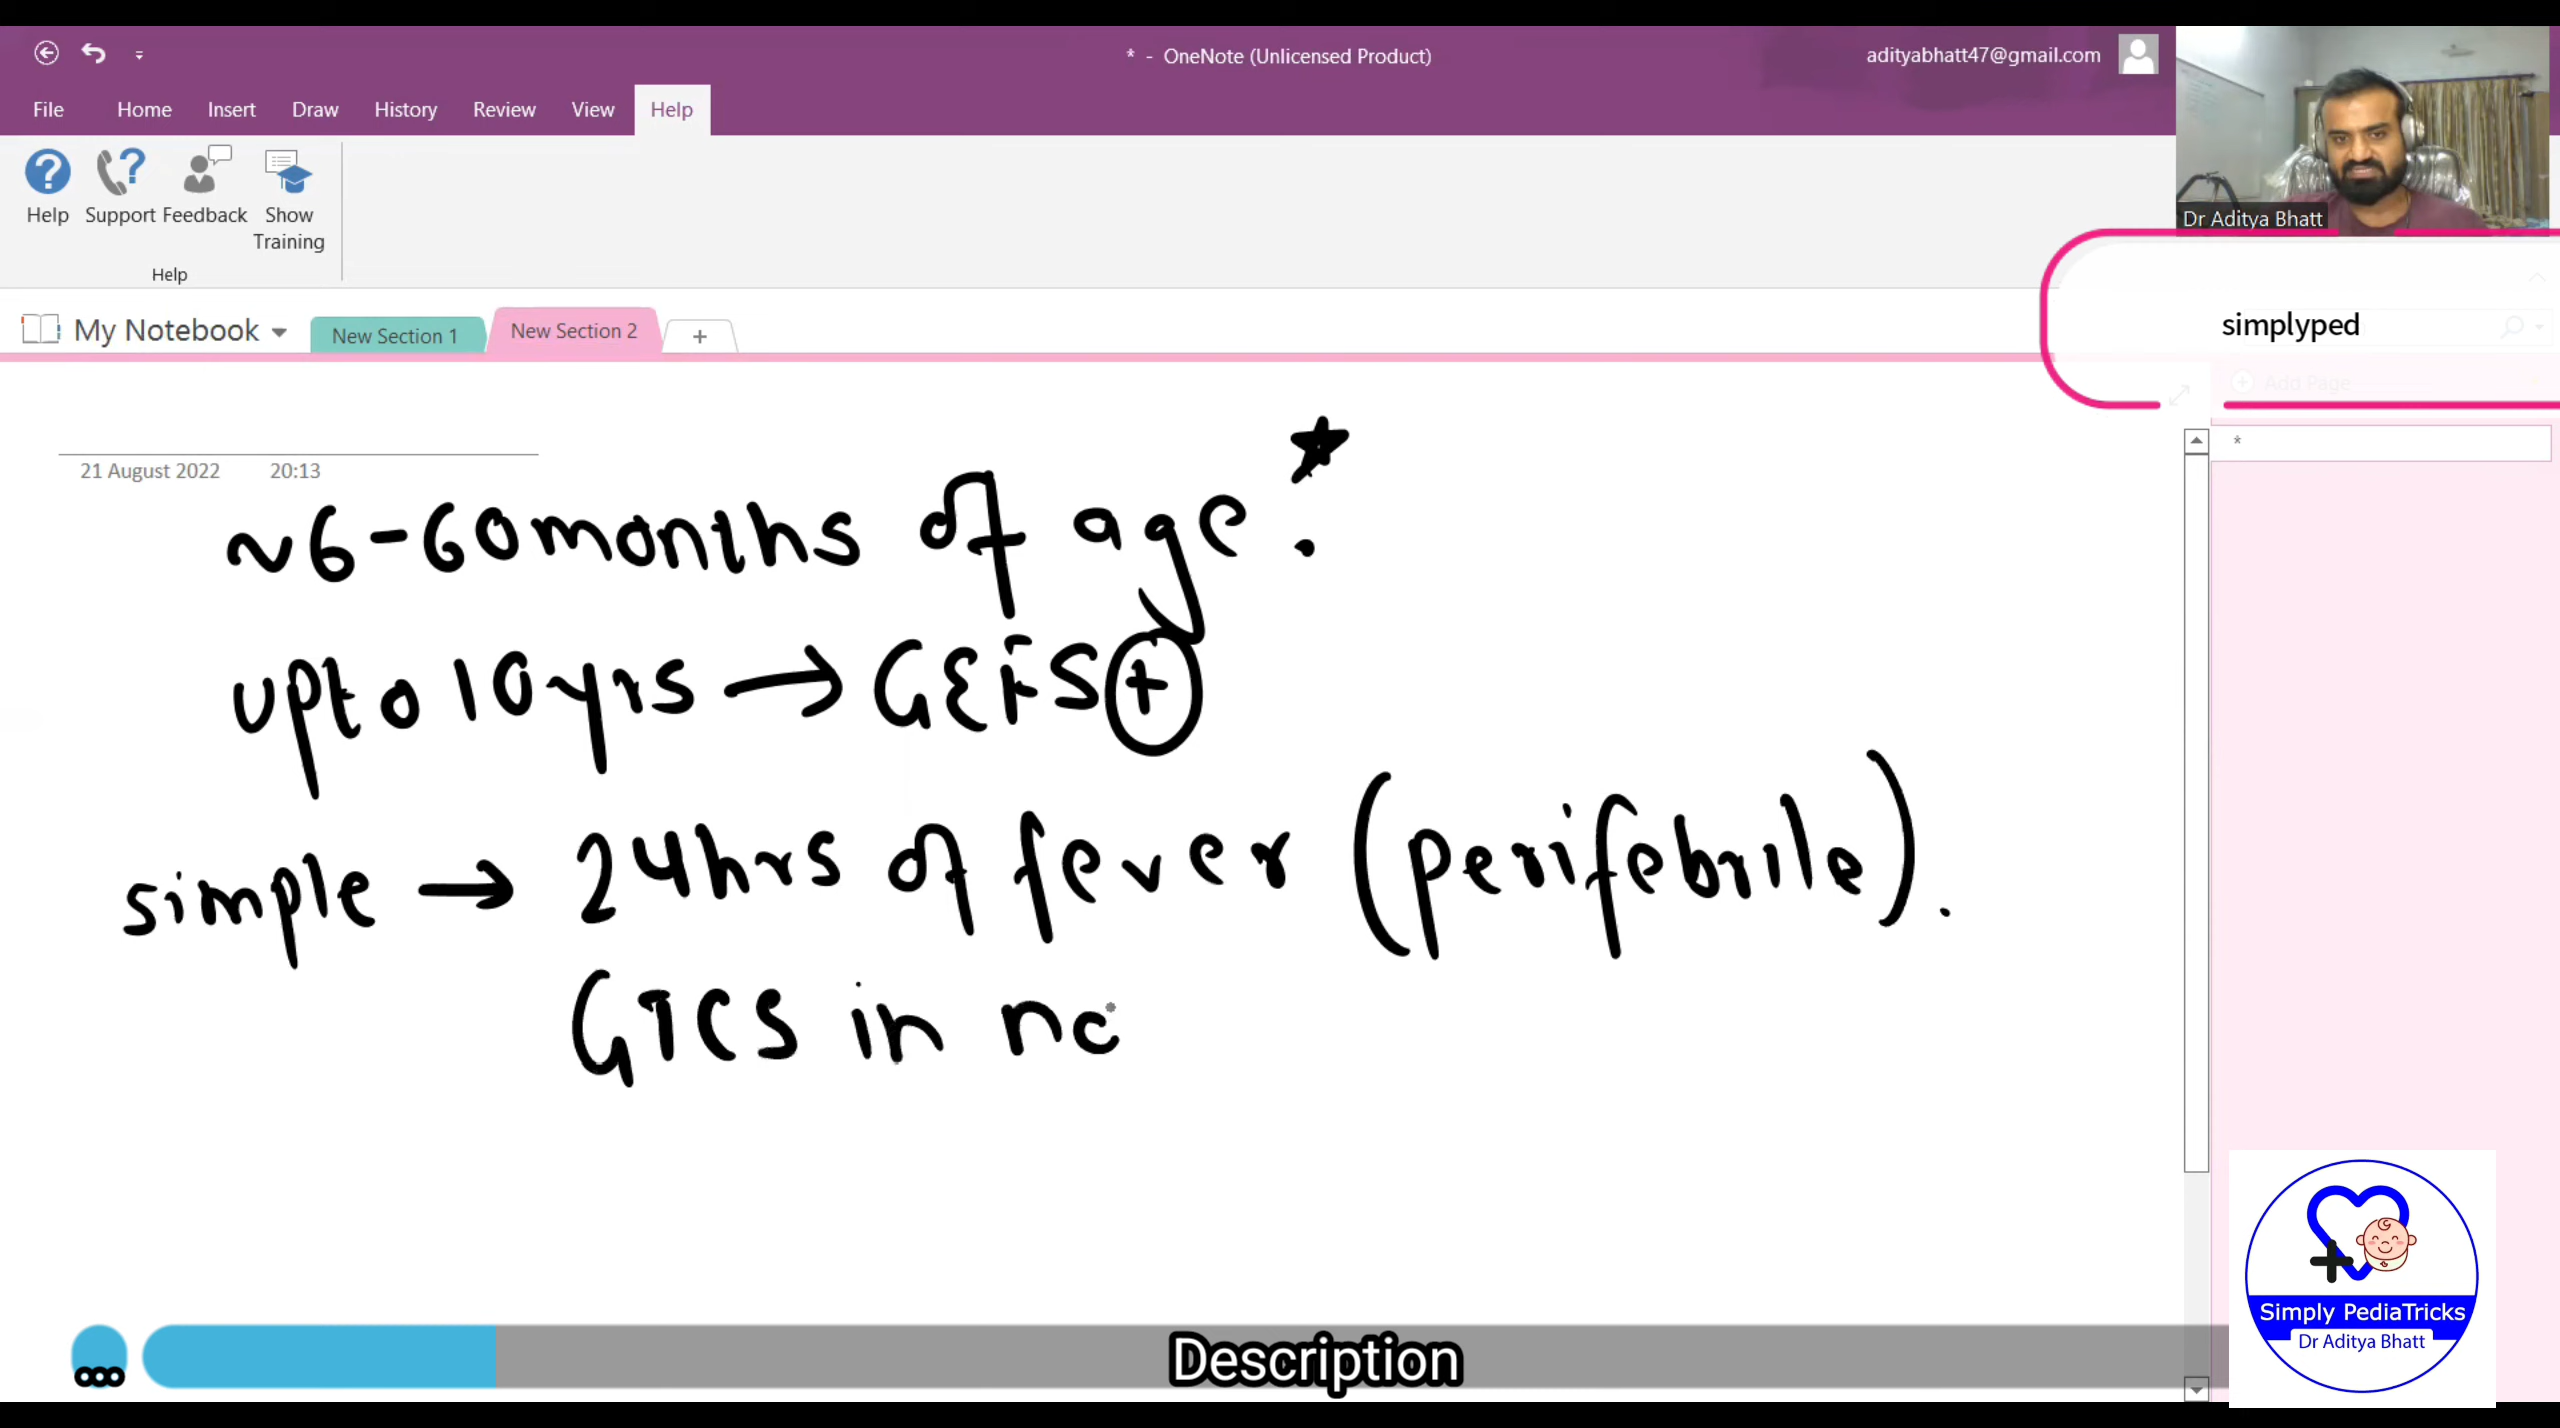 * - OneNote (Unlicensed Product)
adityabhatt47@gmail.com
File Home Insert Draw History Review View Help
Dr Aditya Bhatt
Help Support Feedback Show Training
Help
simplyped
My Notebook New Section 1 New Section 2 +
Add Page
*
21 August 2022 20:13
~6-60months of age.★
upto 10yrs → GEFS+
simple → 24hrs of fever (perifebrile).
GTCS in nc
Simply PediaTricks
Dr Aditya Bhatt
Description